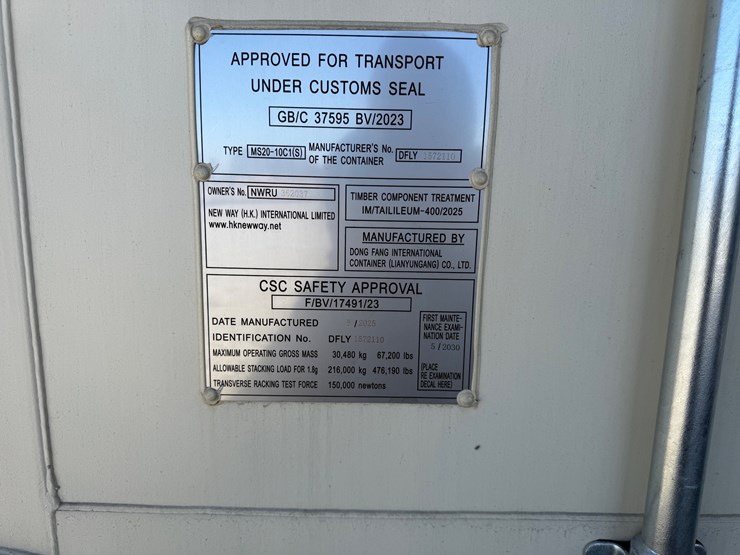 APPROVED FOR TRANSPORT
UNDER CUSTOMS SEAL
GB/C 37595 BV/2023
TYPE MS20-10C1(S) MANUFACTURER'S No. OF THE CONTAINER DFLY 1572110
OWNER'S No. NWRU
NEW WAY (H.K.) INTERNATIONAL LIMITED
www.hknewway.net
TIMBER COMPONENT TREATMENT
IM/TAILILEUM-400/2025
MANUFACTURED BY
DONG FANG INTERNATIONAL
CONTAINER (LIANYUNGANG) CO., LTD.
CSC SAFETY APPROVAL
F/BV/17491/23
DATE MANUFACTURED /2025
IDENTIFICATION No. DFLY 1572110
MAXIMUM OPERATING GROSS MASS 30,480 kg 67,200 lbs
ALLOWABLE STACKING LOAD FOR 1.8g 216,000 kg 476,190 lbs
TRANSVERSE RACKING TEST FORCE 150,000 newtons
FIRST MAINTE-
NANCE EXAMI-
NATION DATE
5/2030
(PLACE
RE EXAMINATION
DECAL HERE)